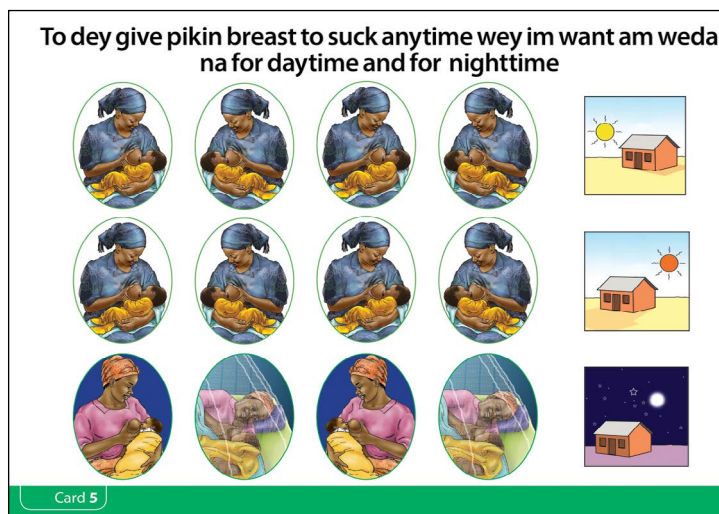 To dey give pikin breast to suck anytime wey im want am weda
na for daytime and for nighttime
Card 5